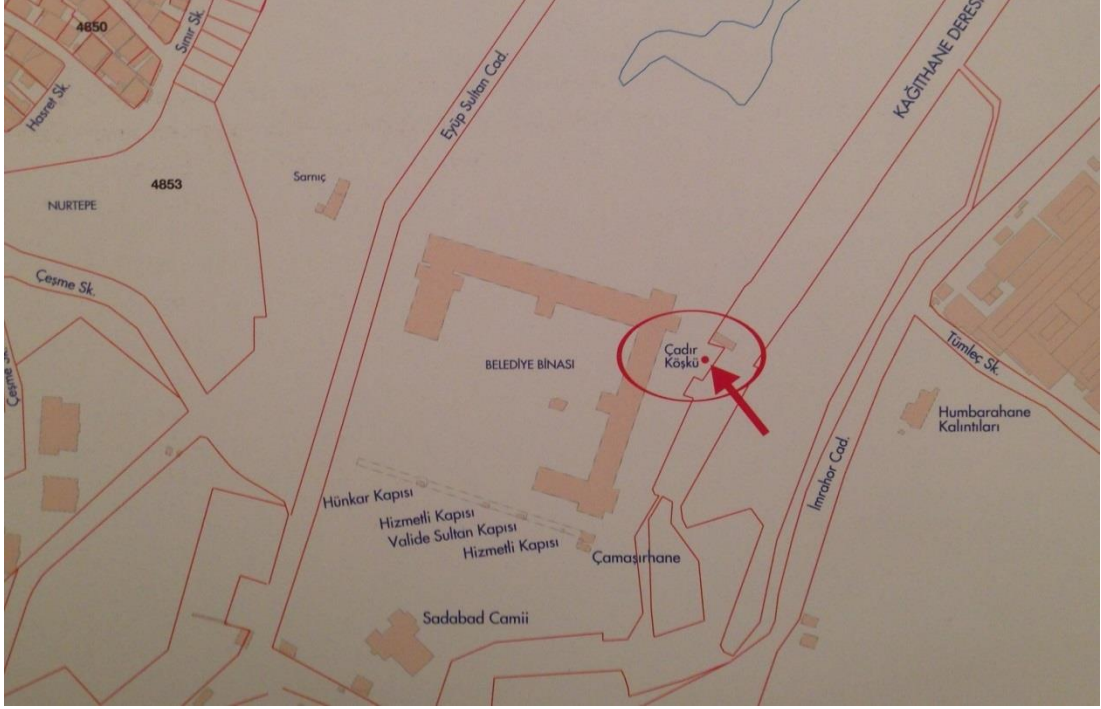 4850
Sınır Sk.
Hasret Sk.
Eyüp Sultan Cad.
KAĞITHANE DERESİ
4853
NURTEPE
Sarnıç
Çeşme Sk.
Çeşme Sk.
BELEDİYE BİNASI
Çadır
Köşkü
Tümleç Sk.
Humbarahane
Kalıntıları
İmrahor Cad.
Hünkar Kapısı
Hizmetli Kapısı
Valide Sultan Kapısı
Hizmetli Kapısı
Çamaşırhane
Sadabad Camii